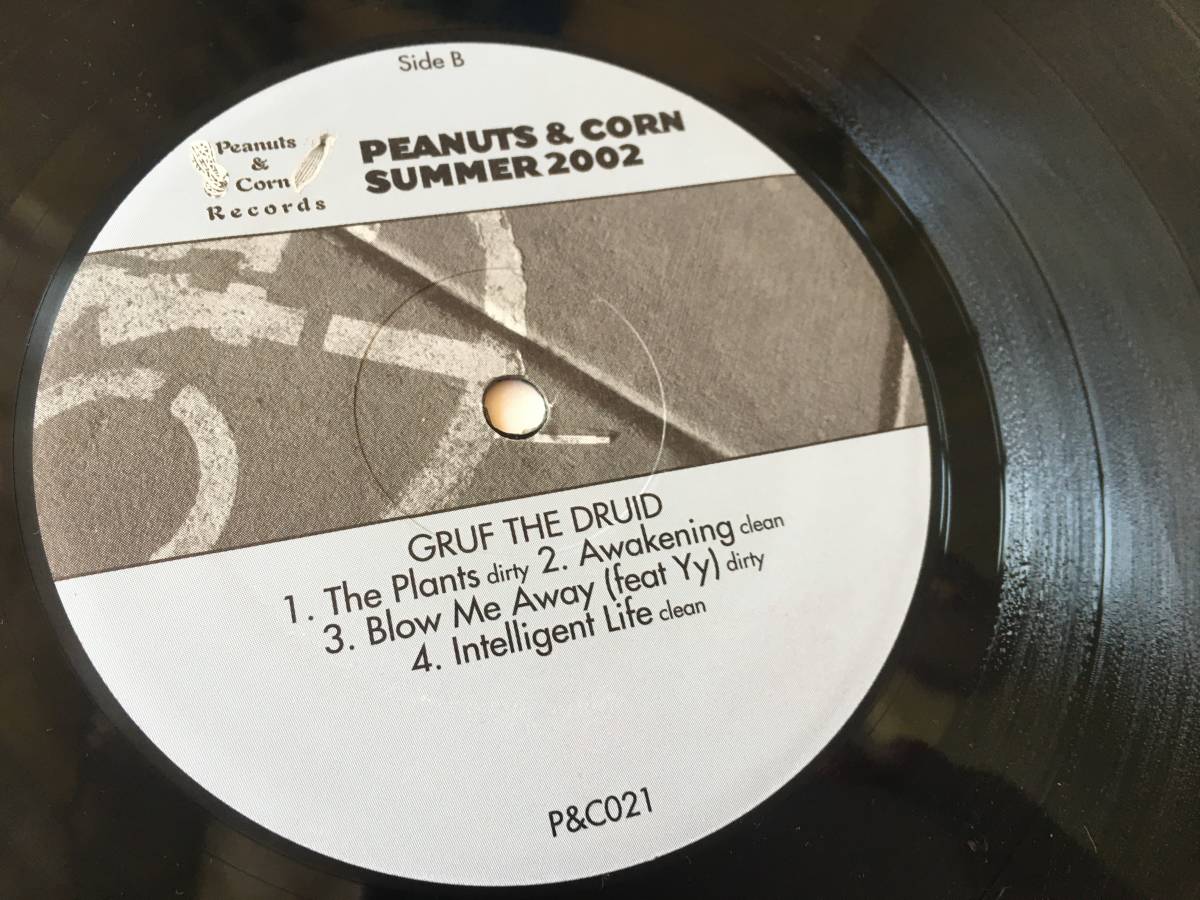 Side B
Peanuts
&
Corn
Records
PEANUTS & CORN
SUMMER 2002
GRUF THE DRUID
1. The Plants dirty 2. Awakening clean
3. Blow Me Away (feat Yy) dirty
4. Intelligent Life clean
P&C021